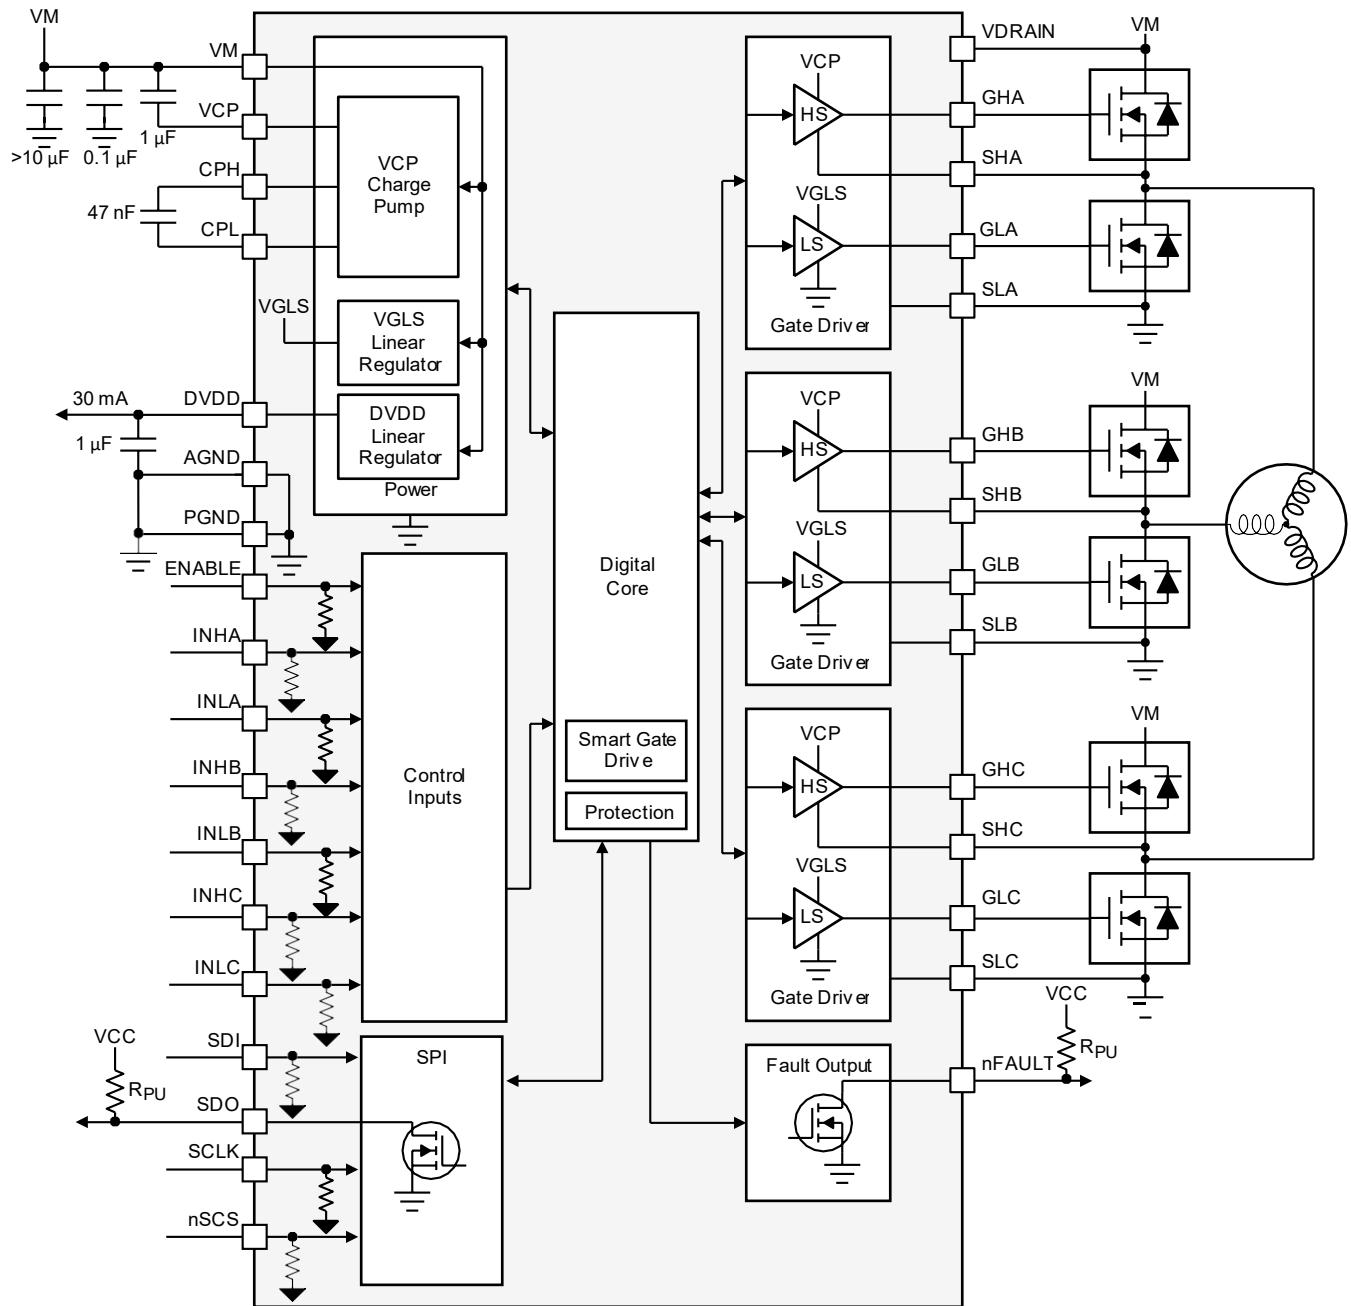 VM
VM
VCP
>10 µF
0.1 µF
1 µF
CPH
47 nF
CPL
VCP
Charge
Pump
VGLS
VGLS
Linear
Regulator
30 mA
DVDD
1 µF
DVDD
Linear
Regulator
AGND
Power
PGND
ENABLE
INHA
INLA
INHB
INLB
INHC
INLC
Control
Inputs
VCC
RPU
SDI
SDO
SCLK
nSCS
SPI
Digital
Core
Smart Gate
Drive
Protection
VCP
HS
VGLS
LS
Gate Driver
VCP
HS
VGLS
LS
Gate Driver
VCP
HS
VGLS
LS
Gate Driver
Fault Output
VDRAIN
VM
GHA
SHA
GLA
SLA
VM
GHB
SHB
GLB
SLB
VM
GHC
SHC
GLC
SLC
VCC
RPU
nFAULT